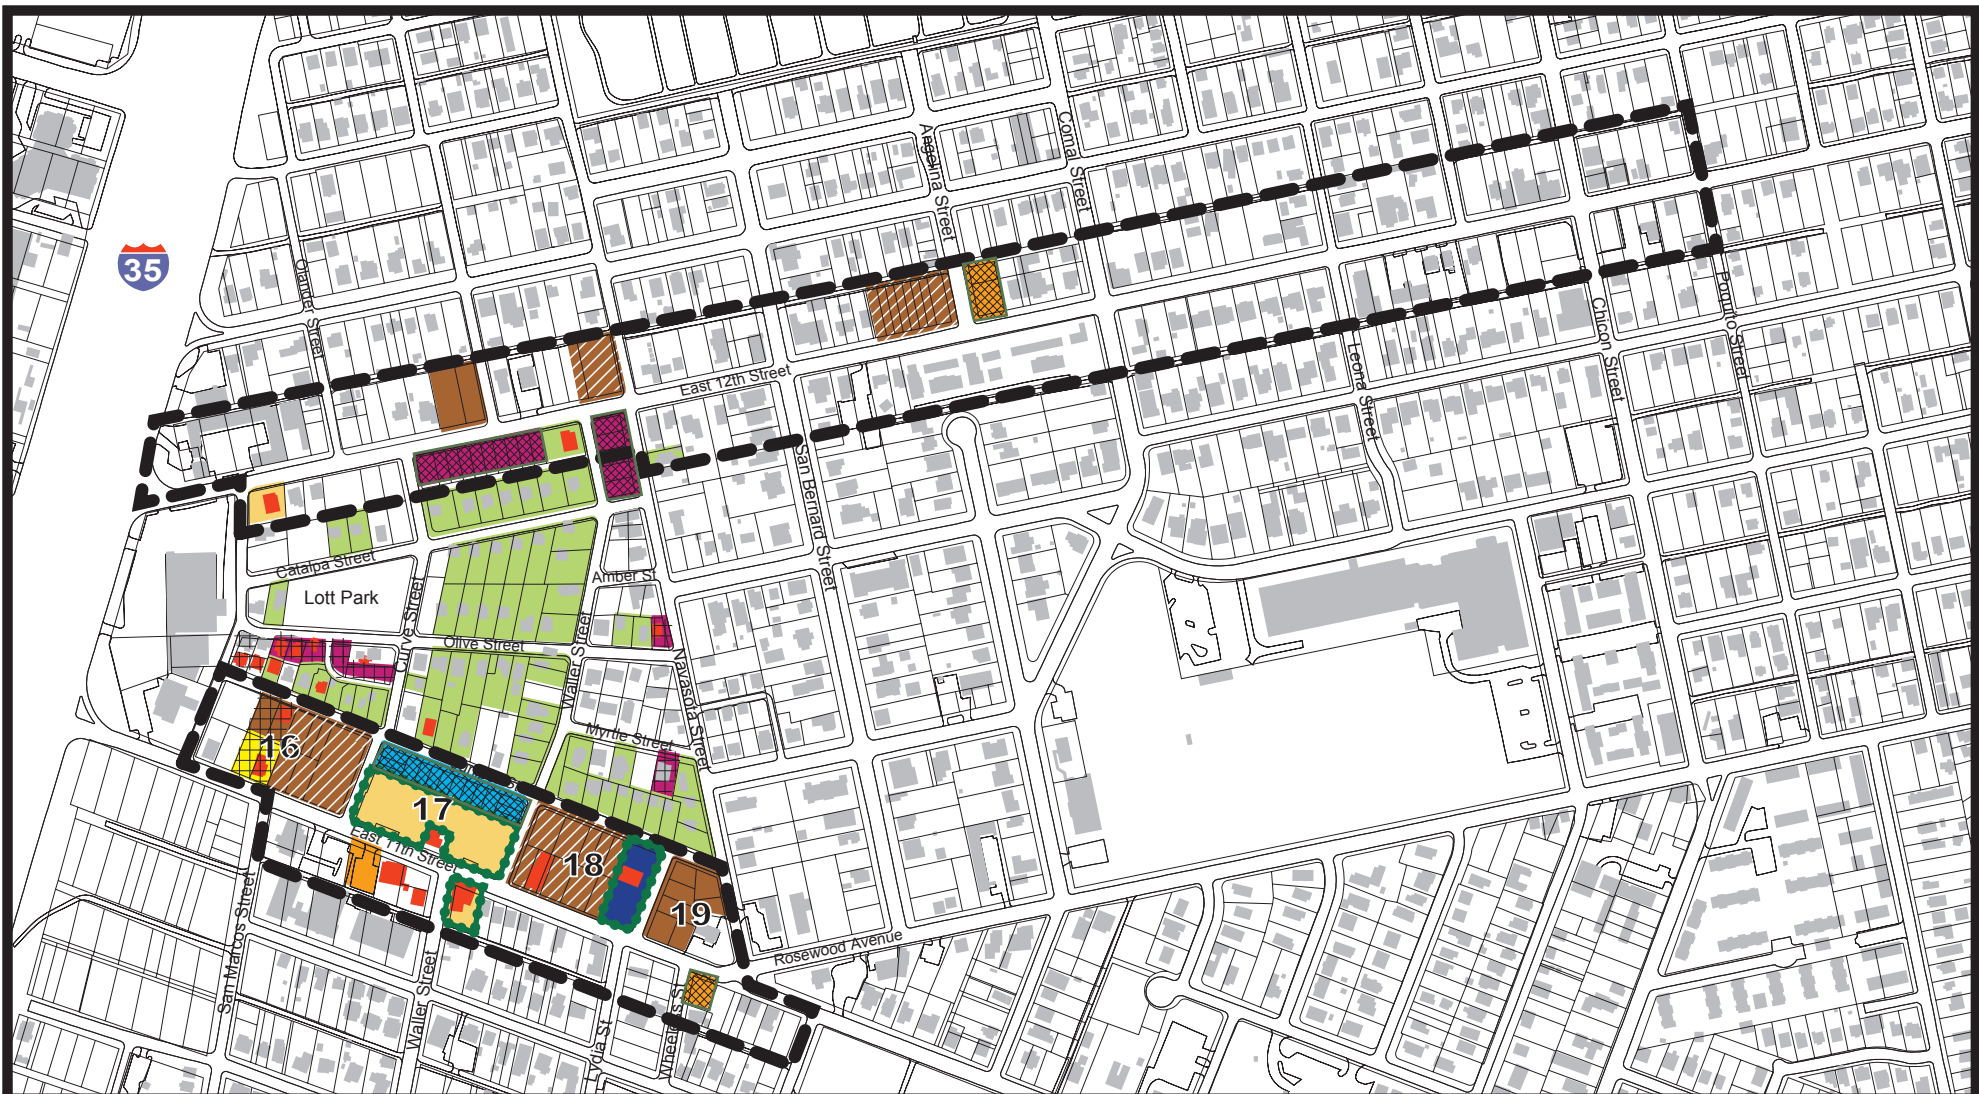 Angelina Street
Comal Street
35
Olander Street
Poquito Street
Chicon Street
Leona Street
East 12th Street
San Bernard Street
Catalpa Street
Amber St
Lott Park
Curve Street
Olive Street
Waller Street
Navasota Street
Myrtle Street
16
17
East 11th Street
18
19
San Marcos Street
Rosewood Avenue
Waller Street
Lydia St
Wheeless St